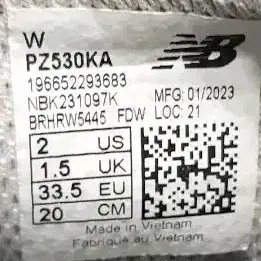 W
PZ530KA
NB
196652293683
NBK231097K MFG: 01/2023
BRHRW5445 FDW LOC: 21
2 US
1.5 UK
33.5 EU
20 CM
Made in Vietnam
Fabriqué au Vietnam